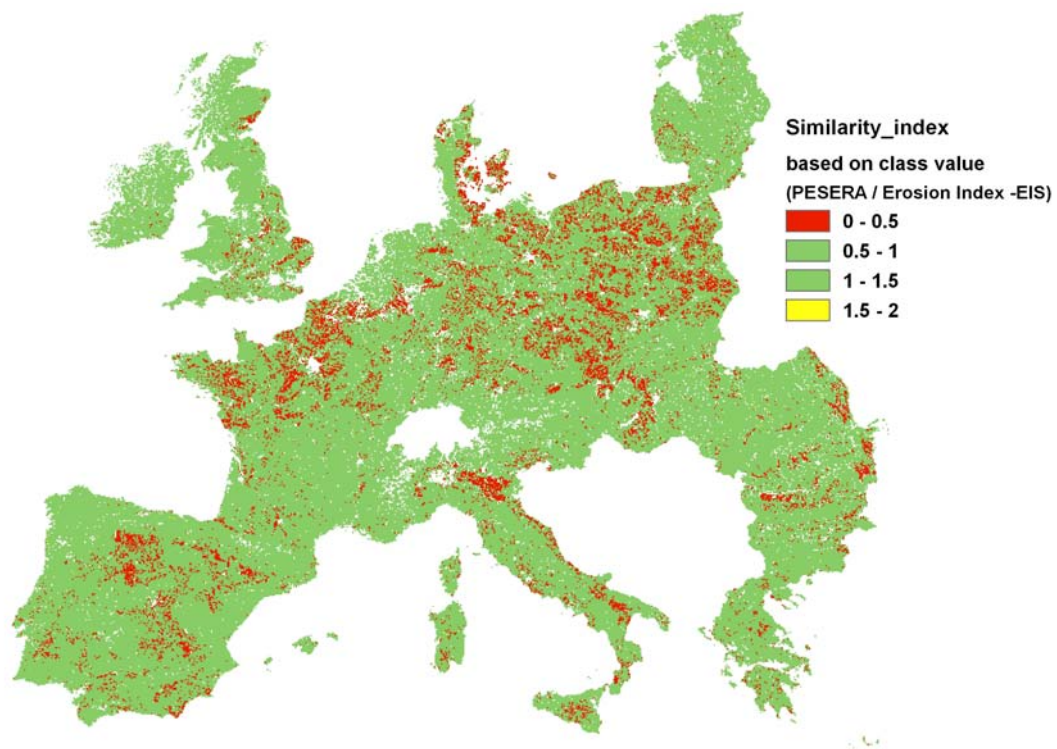 Similarity_index
based on class value
(PESERA / Erosion Index -EIS)
0 - 0.5
0.5 - 1
1 - 1.5
1.5 - 2